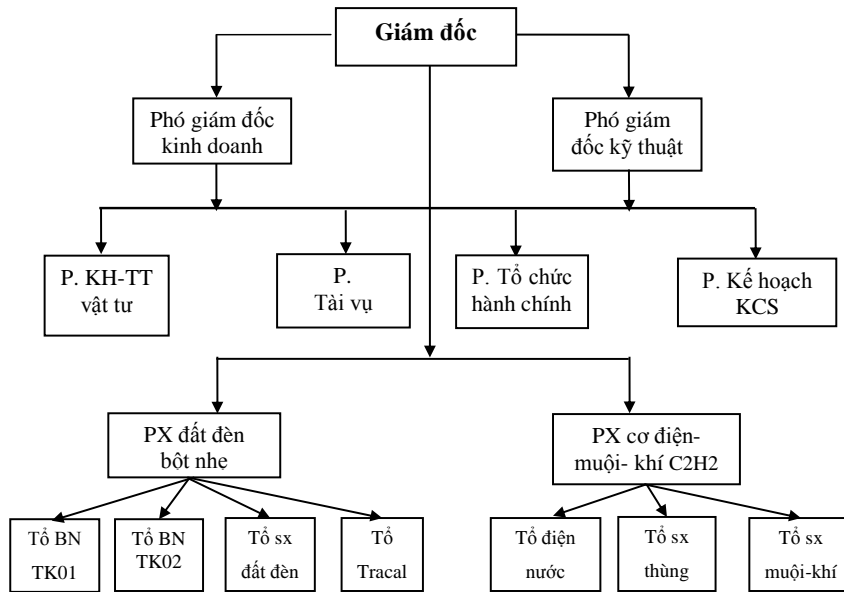 Giám đốc
Phó giám đốc
kinh doanh
Phó giám
đốc kỹ thuật
P. KH-TT
vật tư
P.
Tài vụ
P. Tổ chức
hành chính
P. Kế hoạch
KCS
PX đất đèn
bột nhẹ
PX cơ điện-
muội- khí C2H2
Tổ BN
TK01
Tổ BN
TK02
Tổ sx
đất đèn
Tổ
Tracal
Tổ điện
nước
Tổ sx
thùng
Tổ sx
muội-khí